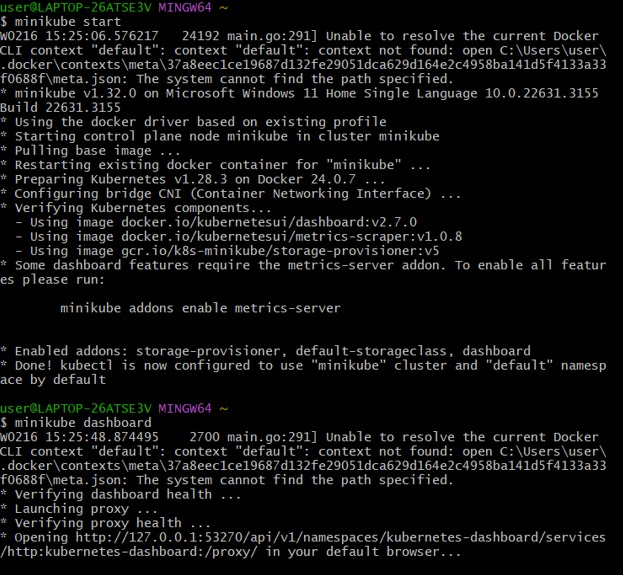 user@LAPTOP-26ATSE3V MINGW64 ~
$ minikube start
W0216 15:25:06.576217   24192 main.go:291] Unable to resolve the current Docker
CLI context "default": context "default": context not found: open C:\Users\user\
.docker\contexts\meta\37a8eec1ce19687d132fe29051dca629d164e2c4958ba141d5f4133a33
f0688f\meta.json: The system cannot find the path specified.
* minikube v1.32.0 on Microsoft Windows 11 Home Single Language 10.0.22631.3155
Build 22631.3155
* Using the docker driver based on existing profile
* Starting control plane node minikube in cluster minikube
* Pulling base image ...
* Restarting existing docker container for "minikube" ...
* Preparing Kubernetes v1.28.3 on Docker 24.0.7 ...
* Configuring bridge CNI (Container Networking Interface) ...
* Verifying Kubernetes components...
  - Using image docker.io/kubernetesui/dashboard:v2.7.0
  - Using image docker.io/kubernetesui/metrics-scraper:v1.0.8
  - Using image gcr.io/k8s-minikube/storage-provisioner:v5
* Some dashboard features require the metrics-server addon. To enable all featur
es please run:
        minikube addons enable metrics-server
* Enabled addons: storage-provisioner, default-storageclass, dashboard
* Done! kubectl is now configured to use "minikube" cluster and "default" namesp
ace by default
user@LAPTOP-26ATSE3V MINGW64 ~
$ minikube dashboard
W0216 15:25:48.874495    2700 main.go:291] Unable to resolve the current Docker
CLI context "default": context "default": context not found: open C:\Users\user\
.docker\contexts\meta\37a8eec1ce19687d132fe29051dca629d164e2c4958ba141d5f4133a33
f0688f\meta.json: The system cannot find the path specified.
* Verifying dashboard health ...
* Launching proxy ...
* Verifying proxy health ...
* Opening http://127.0.0.1:53270/api/v1/namespaces/kubernetes-dashboard/services
/http:kubernetes-dashboard:/proxy/ in your default browser...